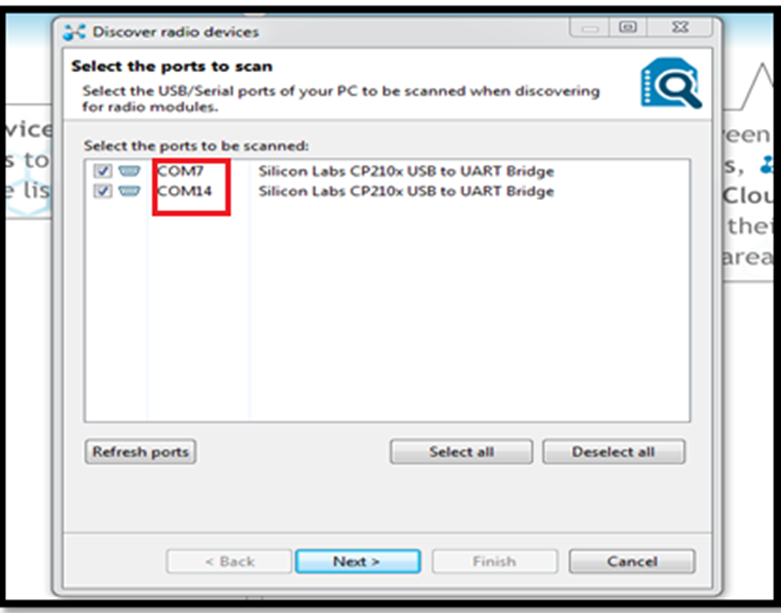 Discover radio devices
Select the ports to scan
Select the USB/Serial ports of your PC to be scanned when discovering
for radio modules.
Select the ports to be scanned:
COM7 Silicon Labs CP210x USB to UART Bridge
COM14 Silicon Labs CP210x USB to UART Bridge
Refresh ports Select all Deselect all
< Back Next > Finish Cancel
vice
s to
e lis
een
s,
Clou
the
area